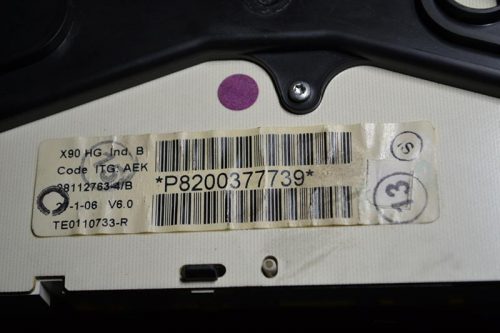 X90 HG Ind. B
Code ITG: AEK
28112763-4/B
-1-06 V6.0
TE0110733-R
*P8200377739*
S
13